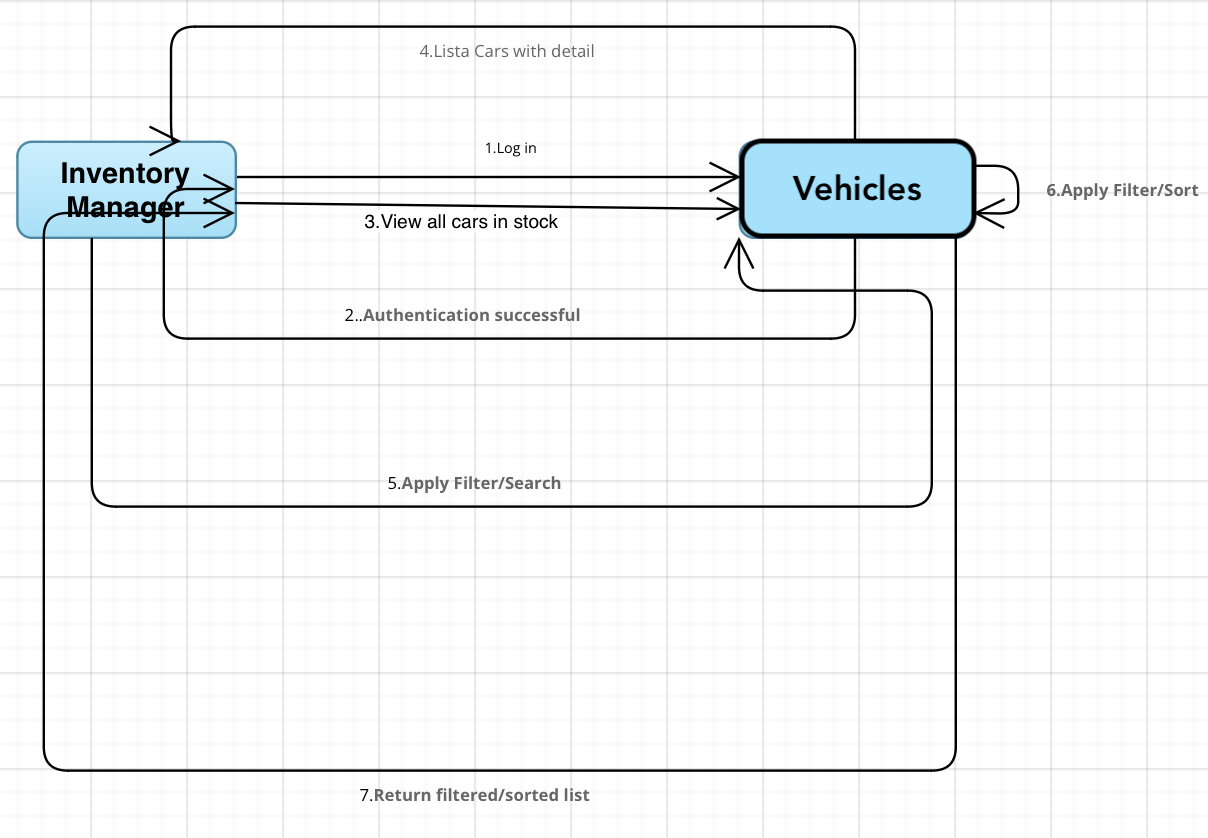 4.Lista Cars with detail
1.Log in
Inventory
Manager
Vehicles
6.Apply Filter/Sort
3.View all cars in stock
2..Authentication successful
5.Apply Filter/Search
7.Return filtered/sorted list